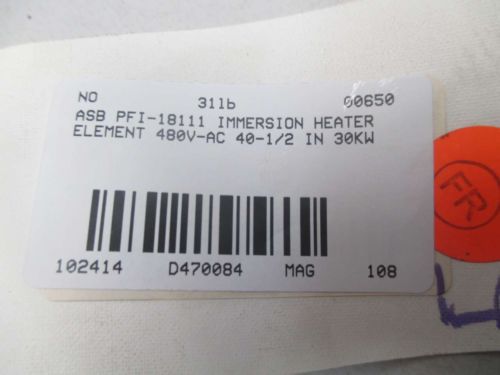 NO 31lb 00650
ASB PFI-18111 IMMERSION HEATER
ELEMENT 480V-AC 40-1/2 IN 30KW
102414 D470084 MAG 108
FR